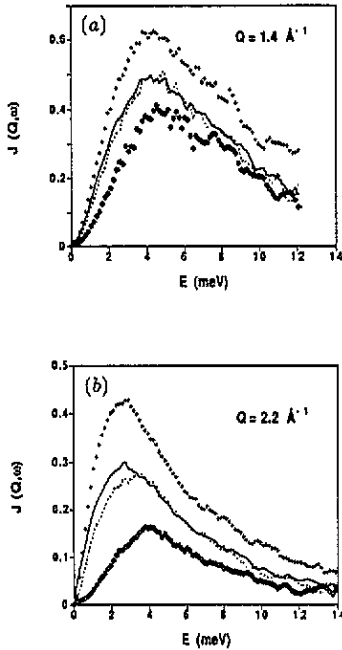 (a)
Q = 1.4 Å⁻¹
0.6
0.4
0.2
0
J (Q,ω)
0 2 4 6 8 10 12 14
E (meV)
(b)
Q = 2.2 Å⁻¹
0.5
0.4
0.3
0.2
0.1
0
J (Q,ω)
0 2 4 6 8 10 12 14
E (meV)